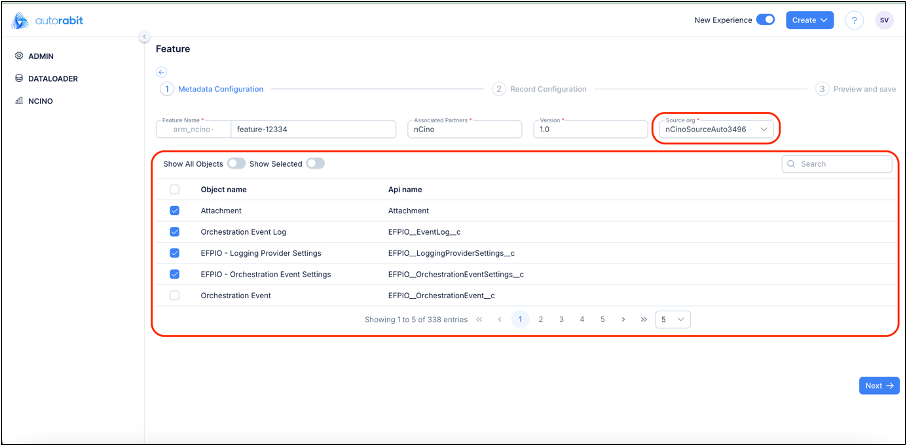 autorabit
New Experience Create ? SV
ADMIN
DATALOADER
NCINO
Feature
1 Metadata Configuration 2 Record Configuration 3 Preview and save
Feature Name * Associated Partners * Version * Source org *
arm_ncino- feature-12334 nCino 1.0 nCinoSourceAuto3496
Show All Objects Show Selected Search
Object name Api name
Attachment Attachment
Orchestration Event Log EFPIO__EventLog__c
EFPIO - Logging Provider Settings EFPIO__LoggingProviderSettings__c
EFPIO - Orchestration Event Settings EFPIO__OrchestrationEventSettings__c
Orchestration Event EFPIO__OrchestrationEvent__c
Showing 1 to 5 of 338 entries « ‹ 1 2 3 4 5 › » 5
Next →